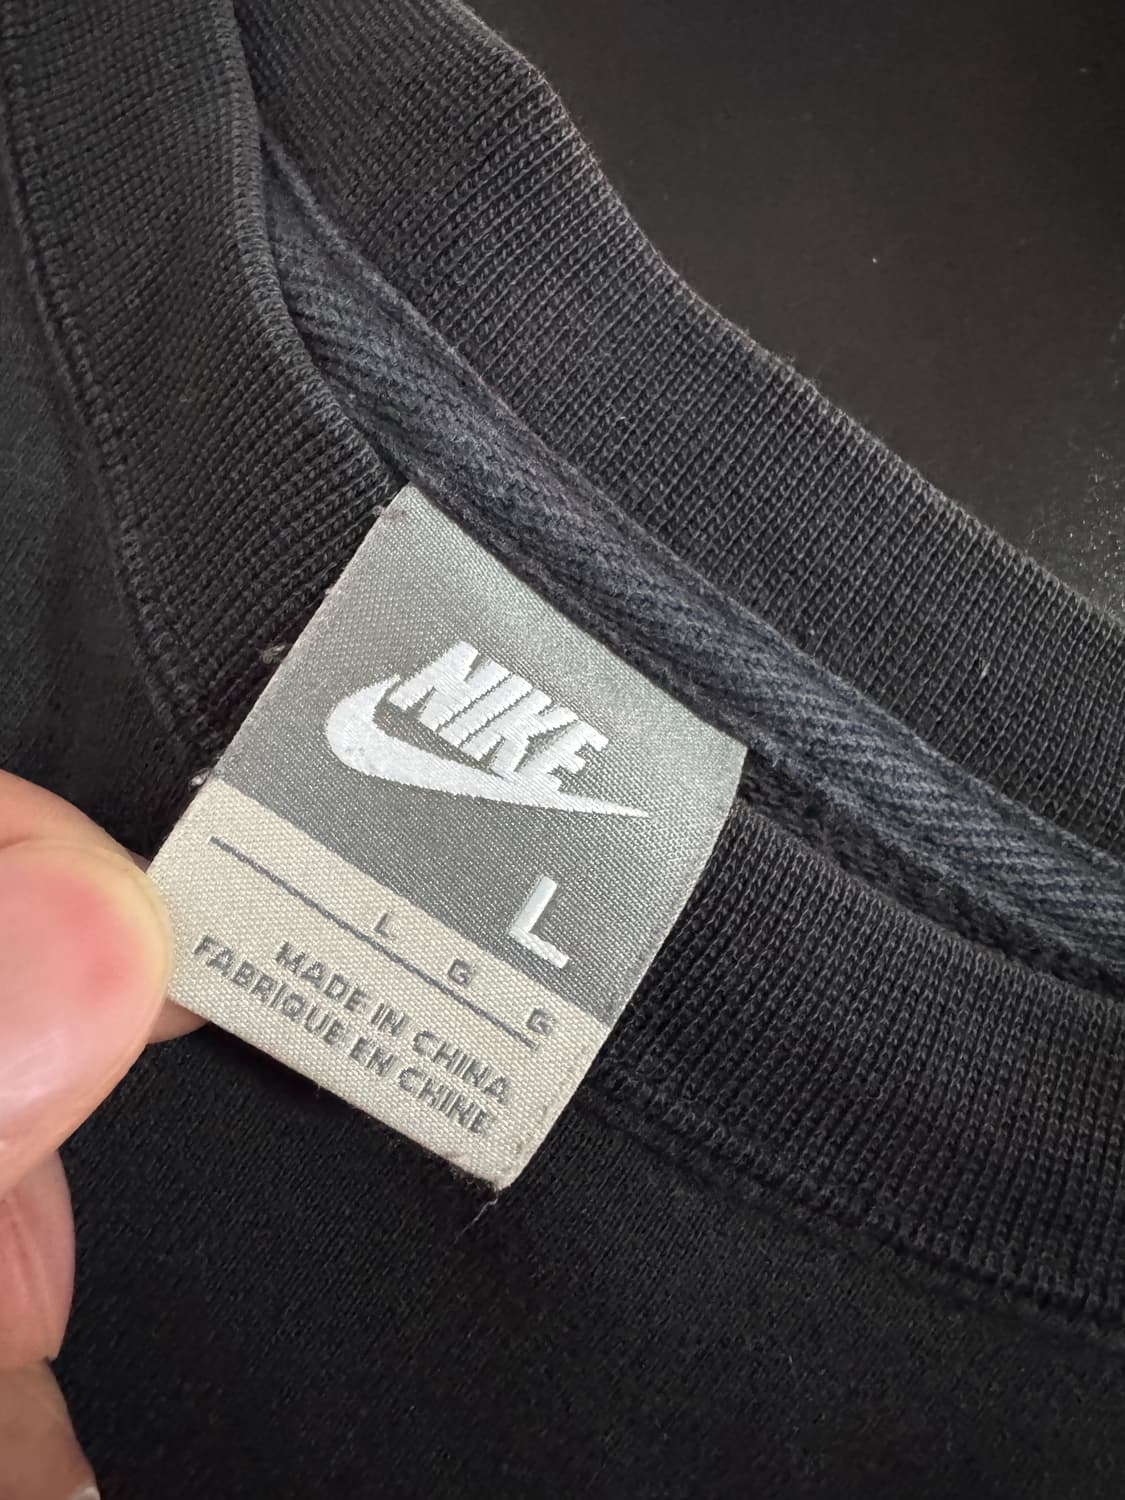 NIKE
L
L G G
MADE IN CHINA
FABRIQUE EN CHINE